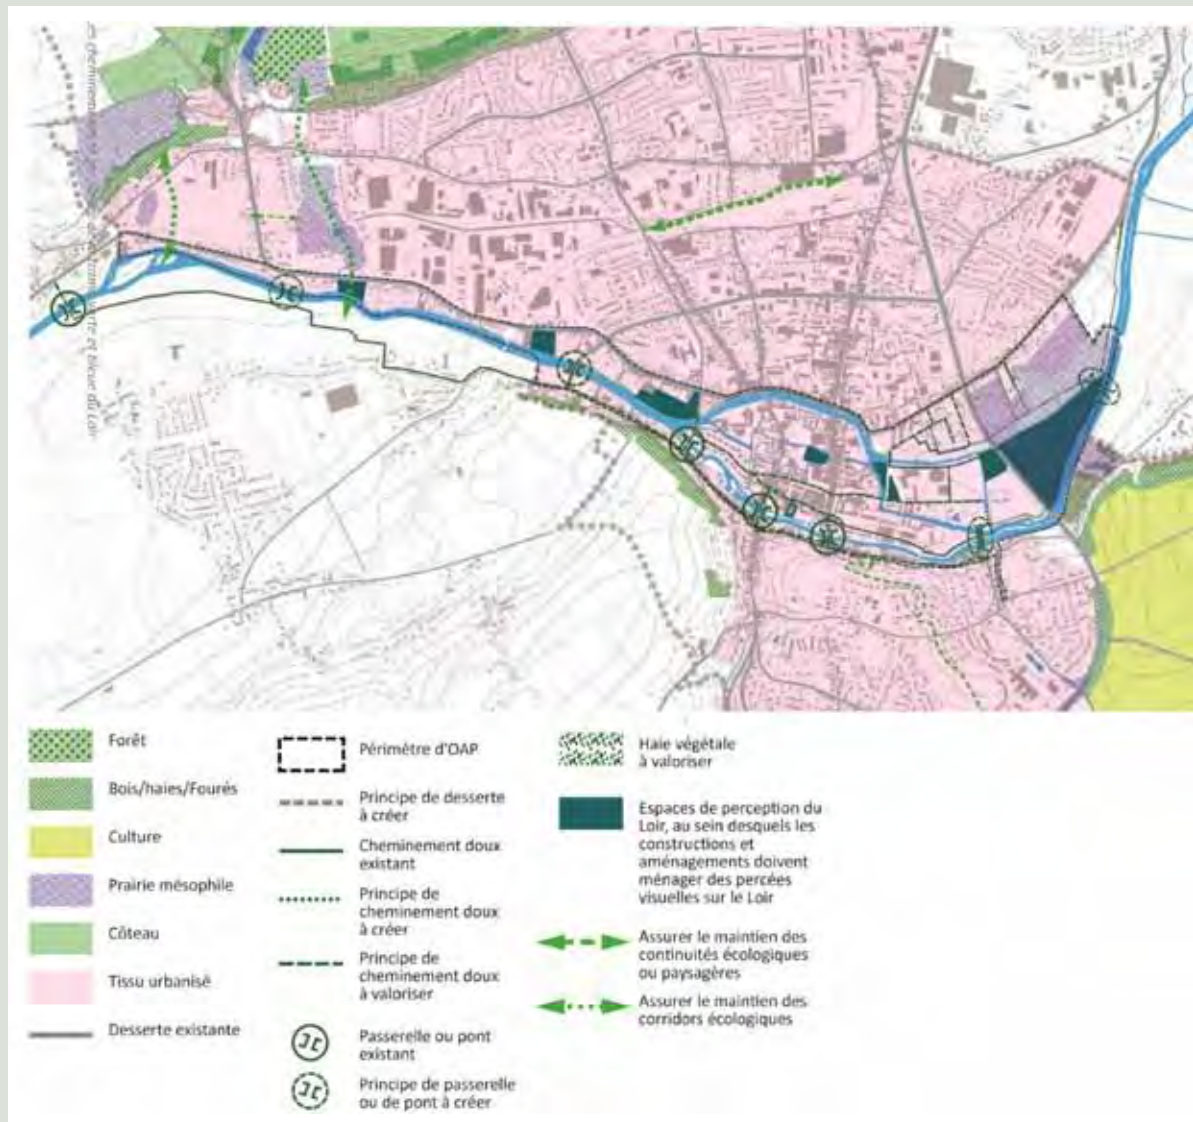 Forêt
Bois/haies/Fourés
Culture
Prairie mésophile
Côteau
Tissu urbanisé
Desserte existante
Périmètre d'OAP
Principe de desserte
à créer
Cheminement doux
existant
Principe de
cheminement doux
à créer
Principe de
cheminement doux
à valoriser
Passerelle ou pont
existant
Principe de passerelle
ou de pont à créer
Haie végétale
à valoriser
Espaces de perception du
Loir, au sein desquels les
constructions et
aménagements doivent
ménager des percées
visuelles sur le Loir
Assurer le maintien des
continuités écologiques
ou paysagères
Assurer le maintien des
corridors écologiques
et bleue du Loir